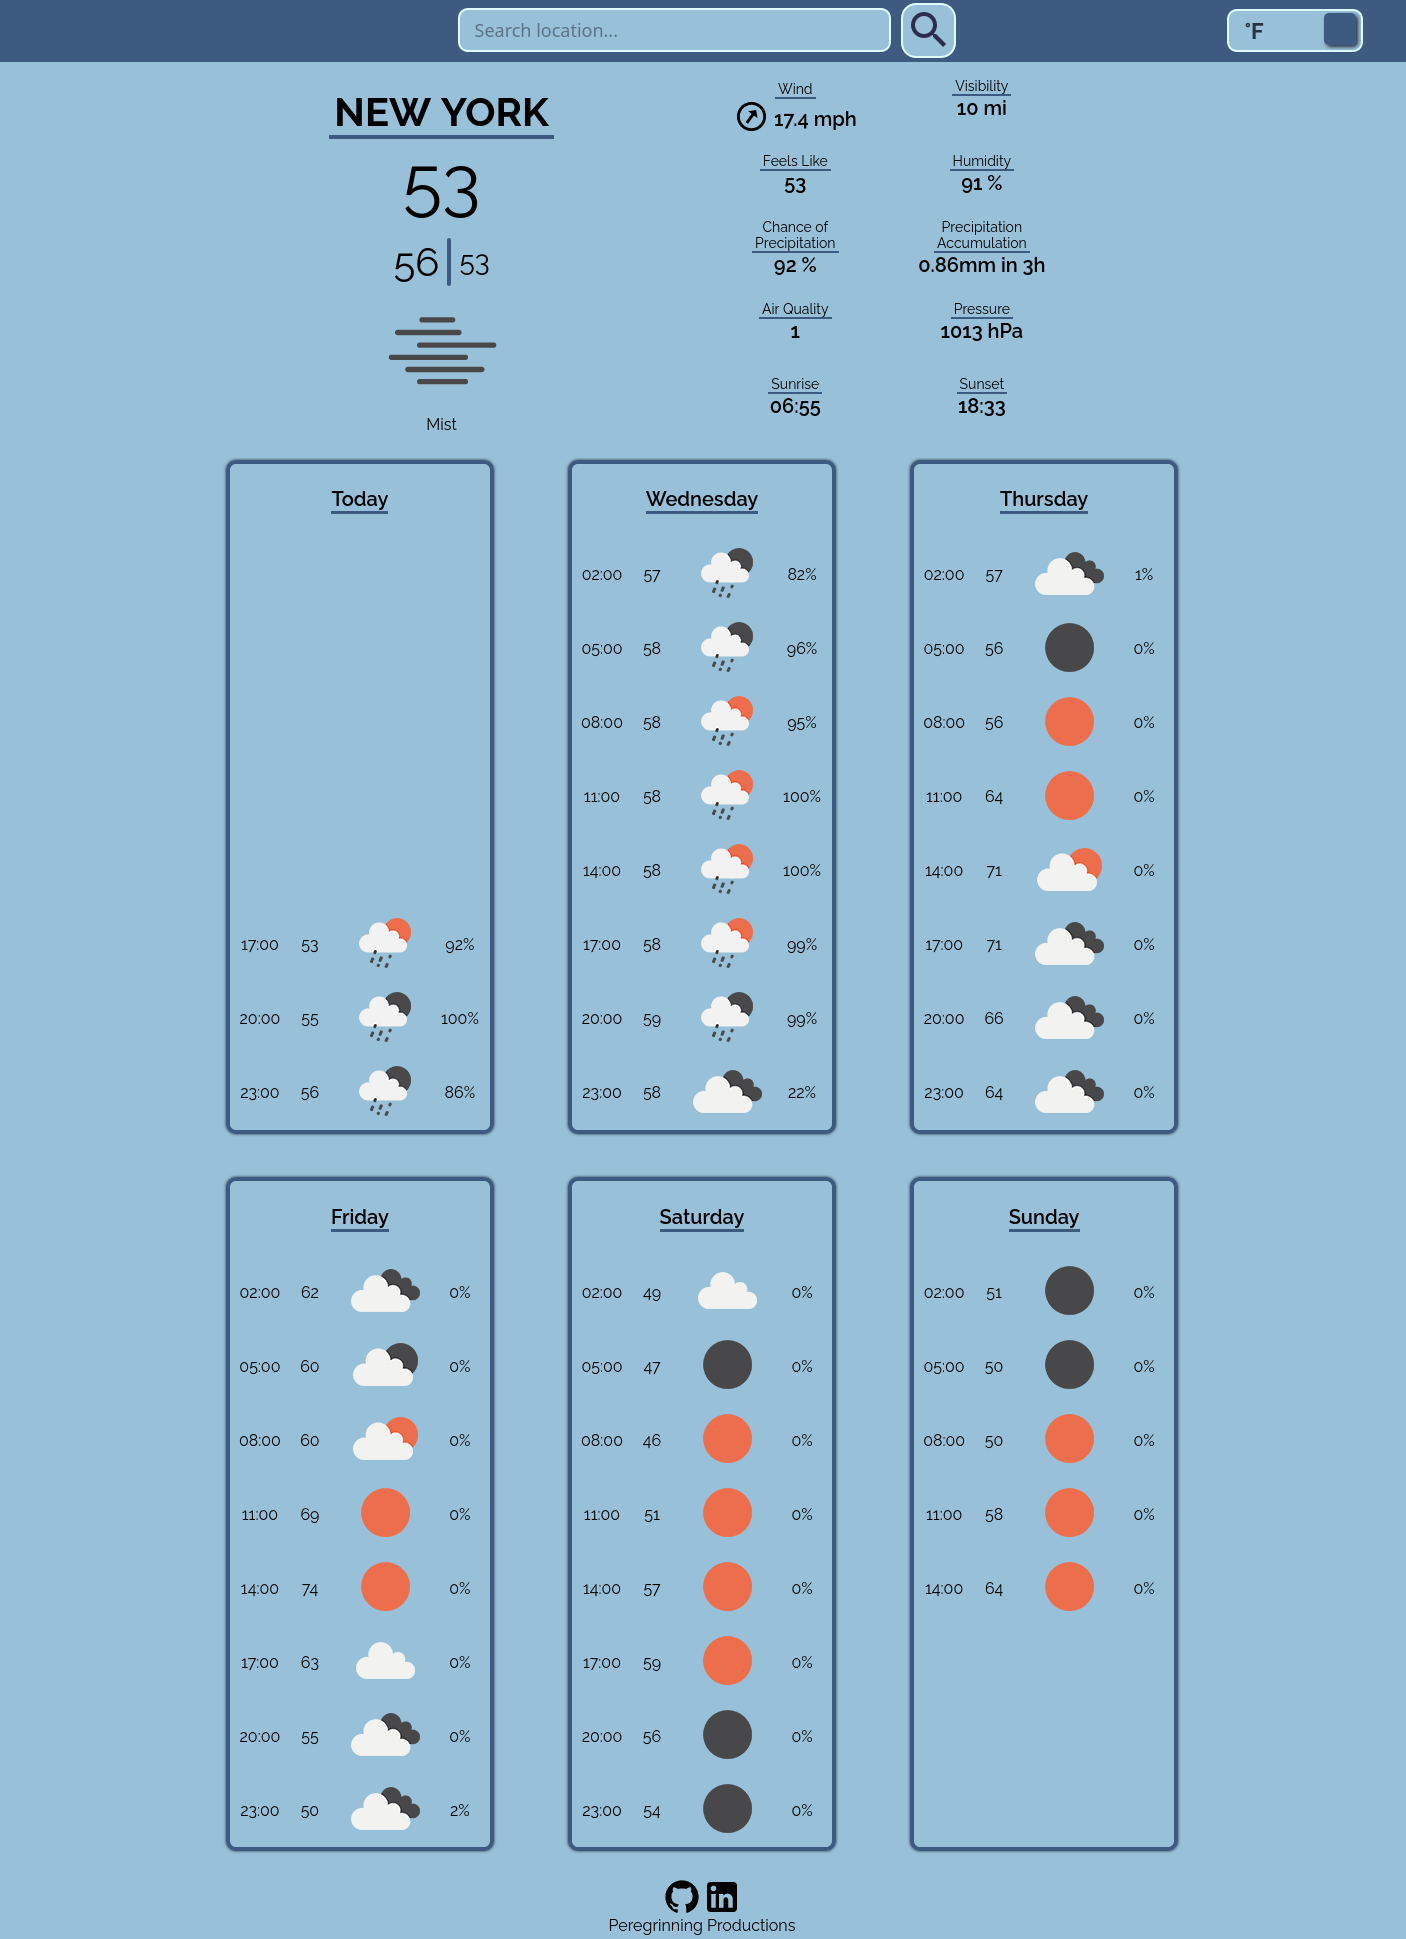 Search location...
°F
NEW YORK
53
56 53
Mist
Wind
17.4 mph
Visibility
10 mi
Feels Like
53
Humidity
91 %
Chance of
Precipitation
92 %
Precipitation
Accumulation
0.86mm in 3h
Air Quality
1
Pressure
1013 hPa
Sunrise
06:55
Sunset
18:33
Today
17:00 53 92%
20:00 55 100%
23:00 56 86%
Wednesday
02:00 57 82%
05:00 58 96%
08:00 58 95%
11:00 58 100%
14:00 58 100%
17:00 58 99%
20:00 59 99%
23:00 58 22%
Thursday
02:00 57 1%
05:00 56 0%
08:00 56 0%
11:00 64 0%
14:00 71 0%
17:00 71 0%
20:00 66 0%
23:00 64 0%
Friday
02:00 62 0%
05:00 60 0%
08:00 60 0%
11:00 69 0%
14:00 74 0%
17:00 63 0%
20:00 55 0%
23:00 50 2%
Saturday
02:00 49 0%
05:00 47 0%
08:00 46 0%
11:00 51 0%
14:00 57 0%
17:00 59 0%
20:00 56 0%
23:00 54 0%
Sunday
02:00 51 0%
05:00 50 0%
08:00 50 0%
11:00 58 0%
14:00 64 0%
in
Peregrinning Productions